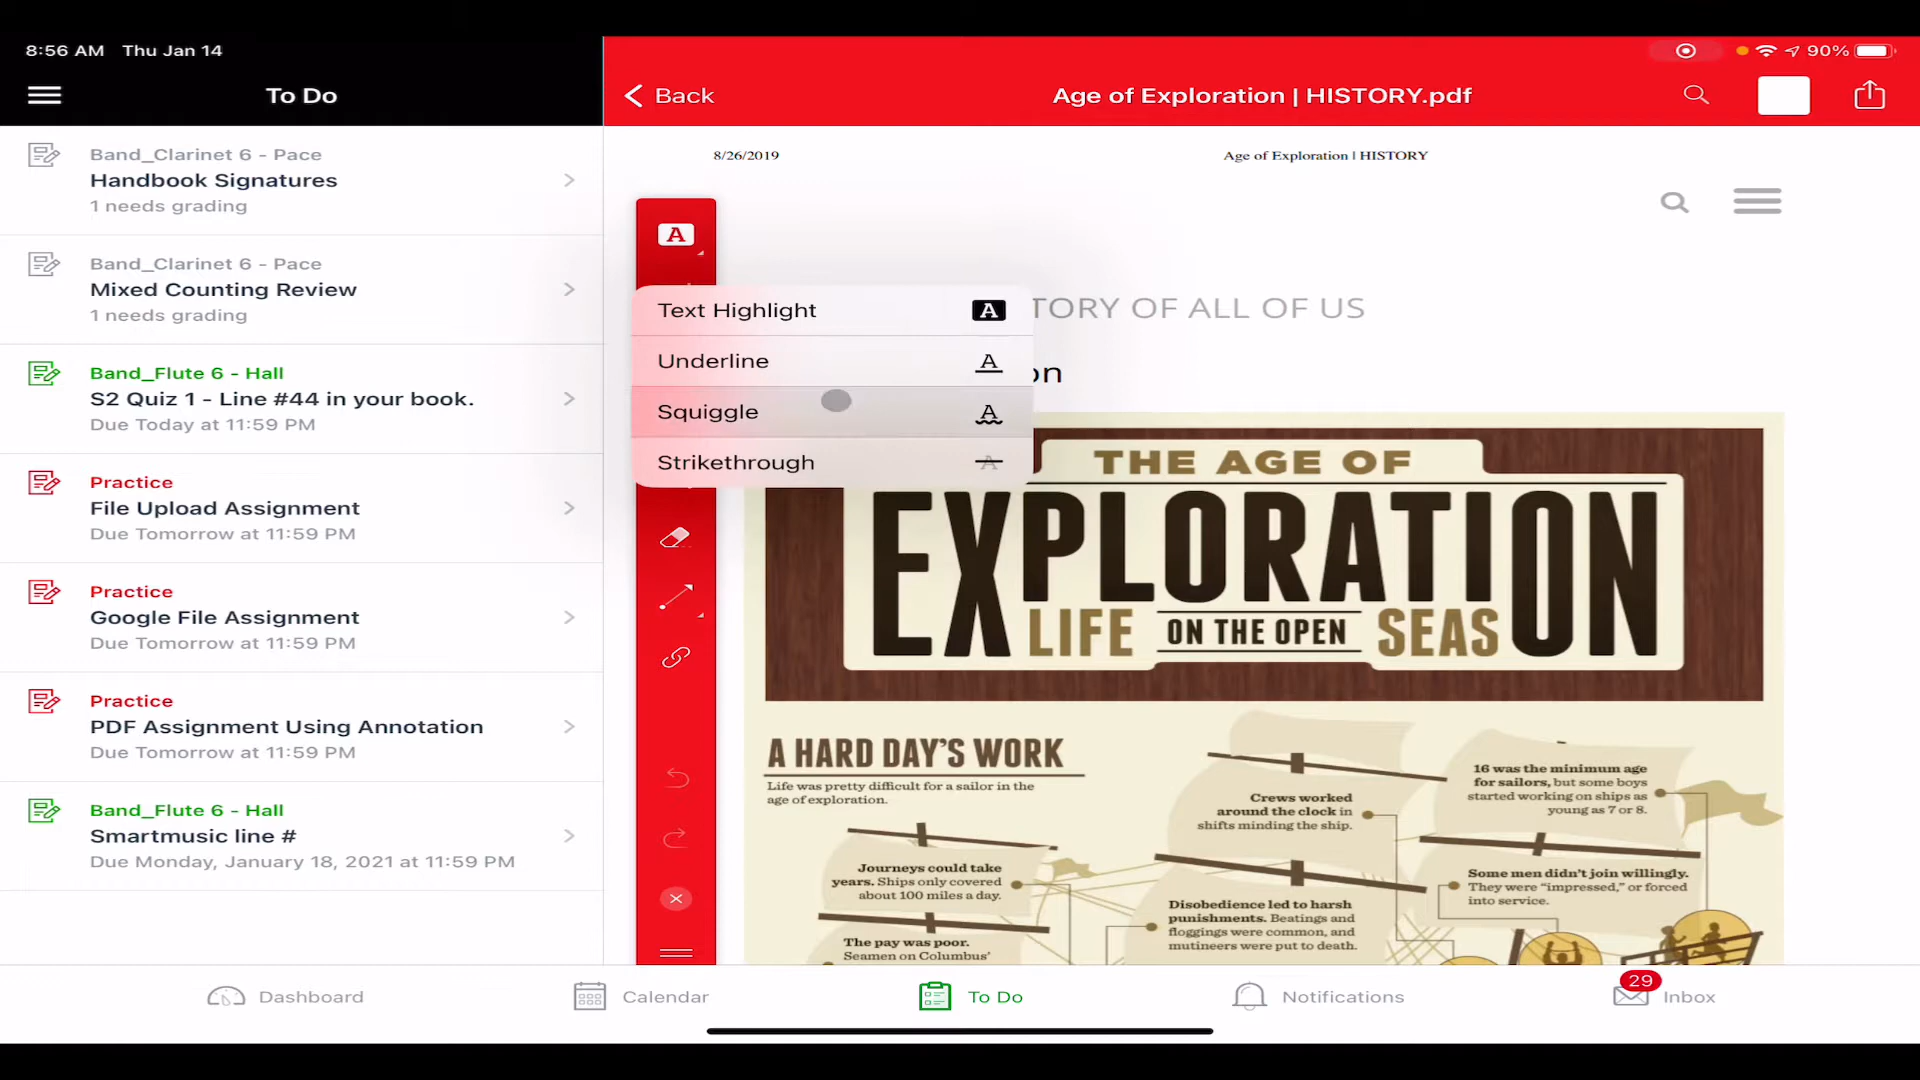 8:56 AM Thu Jan 14
90%
To Do
Back
Age of Exploration | HISTORY.pdf
Band_Clarinet 6 - Pace
Handbook Signatures
1 needs grading
Band_Clarinet 6 - Pace
Mixed Counting Review
1 needs grading
Band_Flute 6 - Hall
S2 Quiz 1 - Line #44 in your book.
Due Today at 11:59 PM
Practice
File Upload Assignment
Due Tomorrow at 11:59 PM
Practice
Google File Assignment
Due Tomorrow at 11:59 PM
Practice
PDF Assignment Using Annotation
Due Tomorrow at 11:59 PM
Band_Flute 6 - Hall
Smartmusic line #
Due Monday, January 18, 2021 at 11:59 PM
8/26/2019
Age of Exploration | HISTORY
A
Text Highlight A
Underline A
Squiggle A
Strikethrough A
TORY OF ALL OF US
on
THE AGE OF
EXPLORATION
LIFE ON THE OPEN SEAS
A HARD DAY'S WORK
Life was pretty difficult for a sailor in the
age of exploration.
Crews worked
around the clock in
shifts minding the ship.
16 was the minimum age
for sailors, but some boys
started working on ships as
young as 7 or 8.
Journeys could take
years. Ships only covered
about 100 miles a day.
Disobedience led to harsh
punishments. Beatings and
floggings were common, and
mutineers were put to death.
Some men didn't join willingly.
They were "impressed," or forced
into service.
The pay was poor.
Seamen on Columbus'
Dashboard
Calendar
To Do
Notifications
29
Inbox